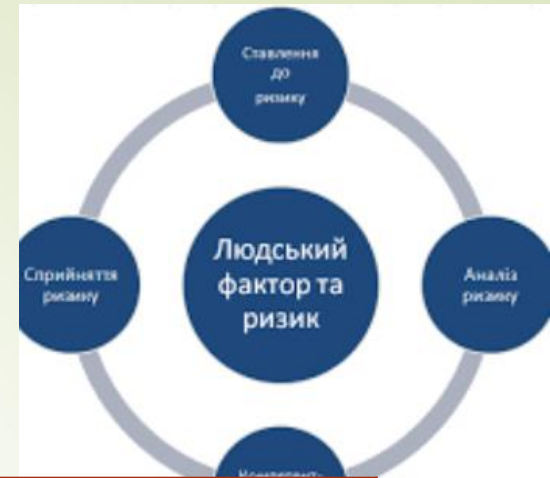 Ставлення
до
ризику
Сприйняття
ризику
Людський
фактор та
ризик
Аналіз
ризику